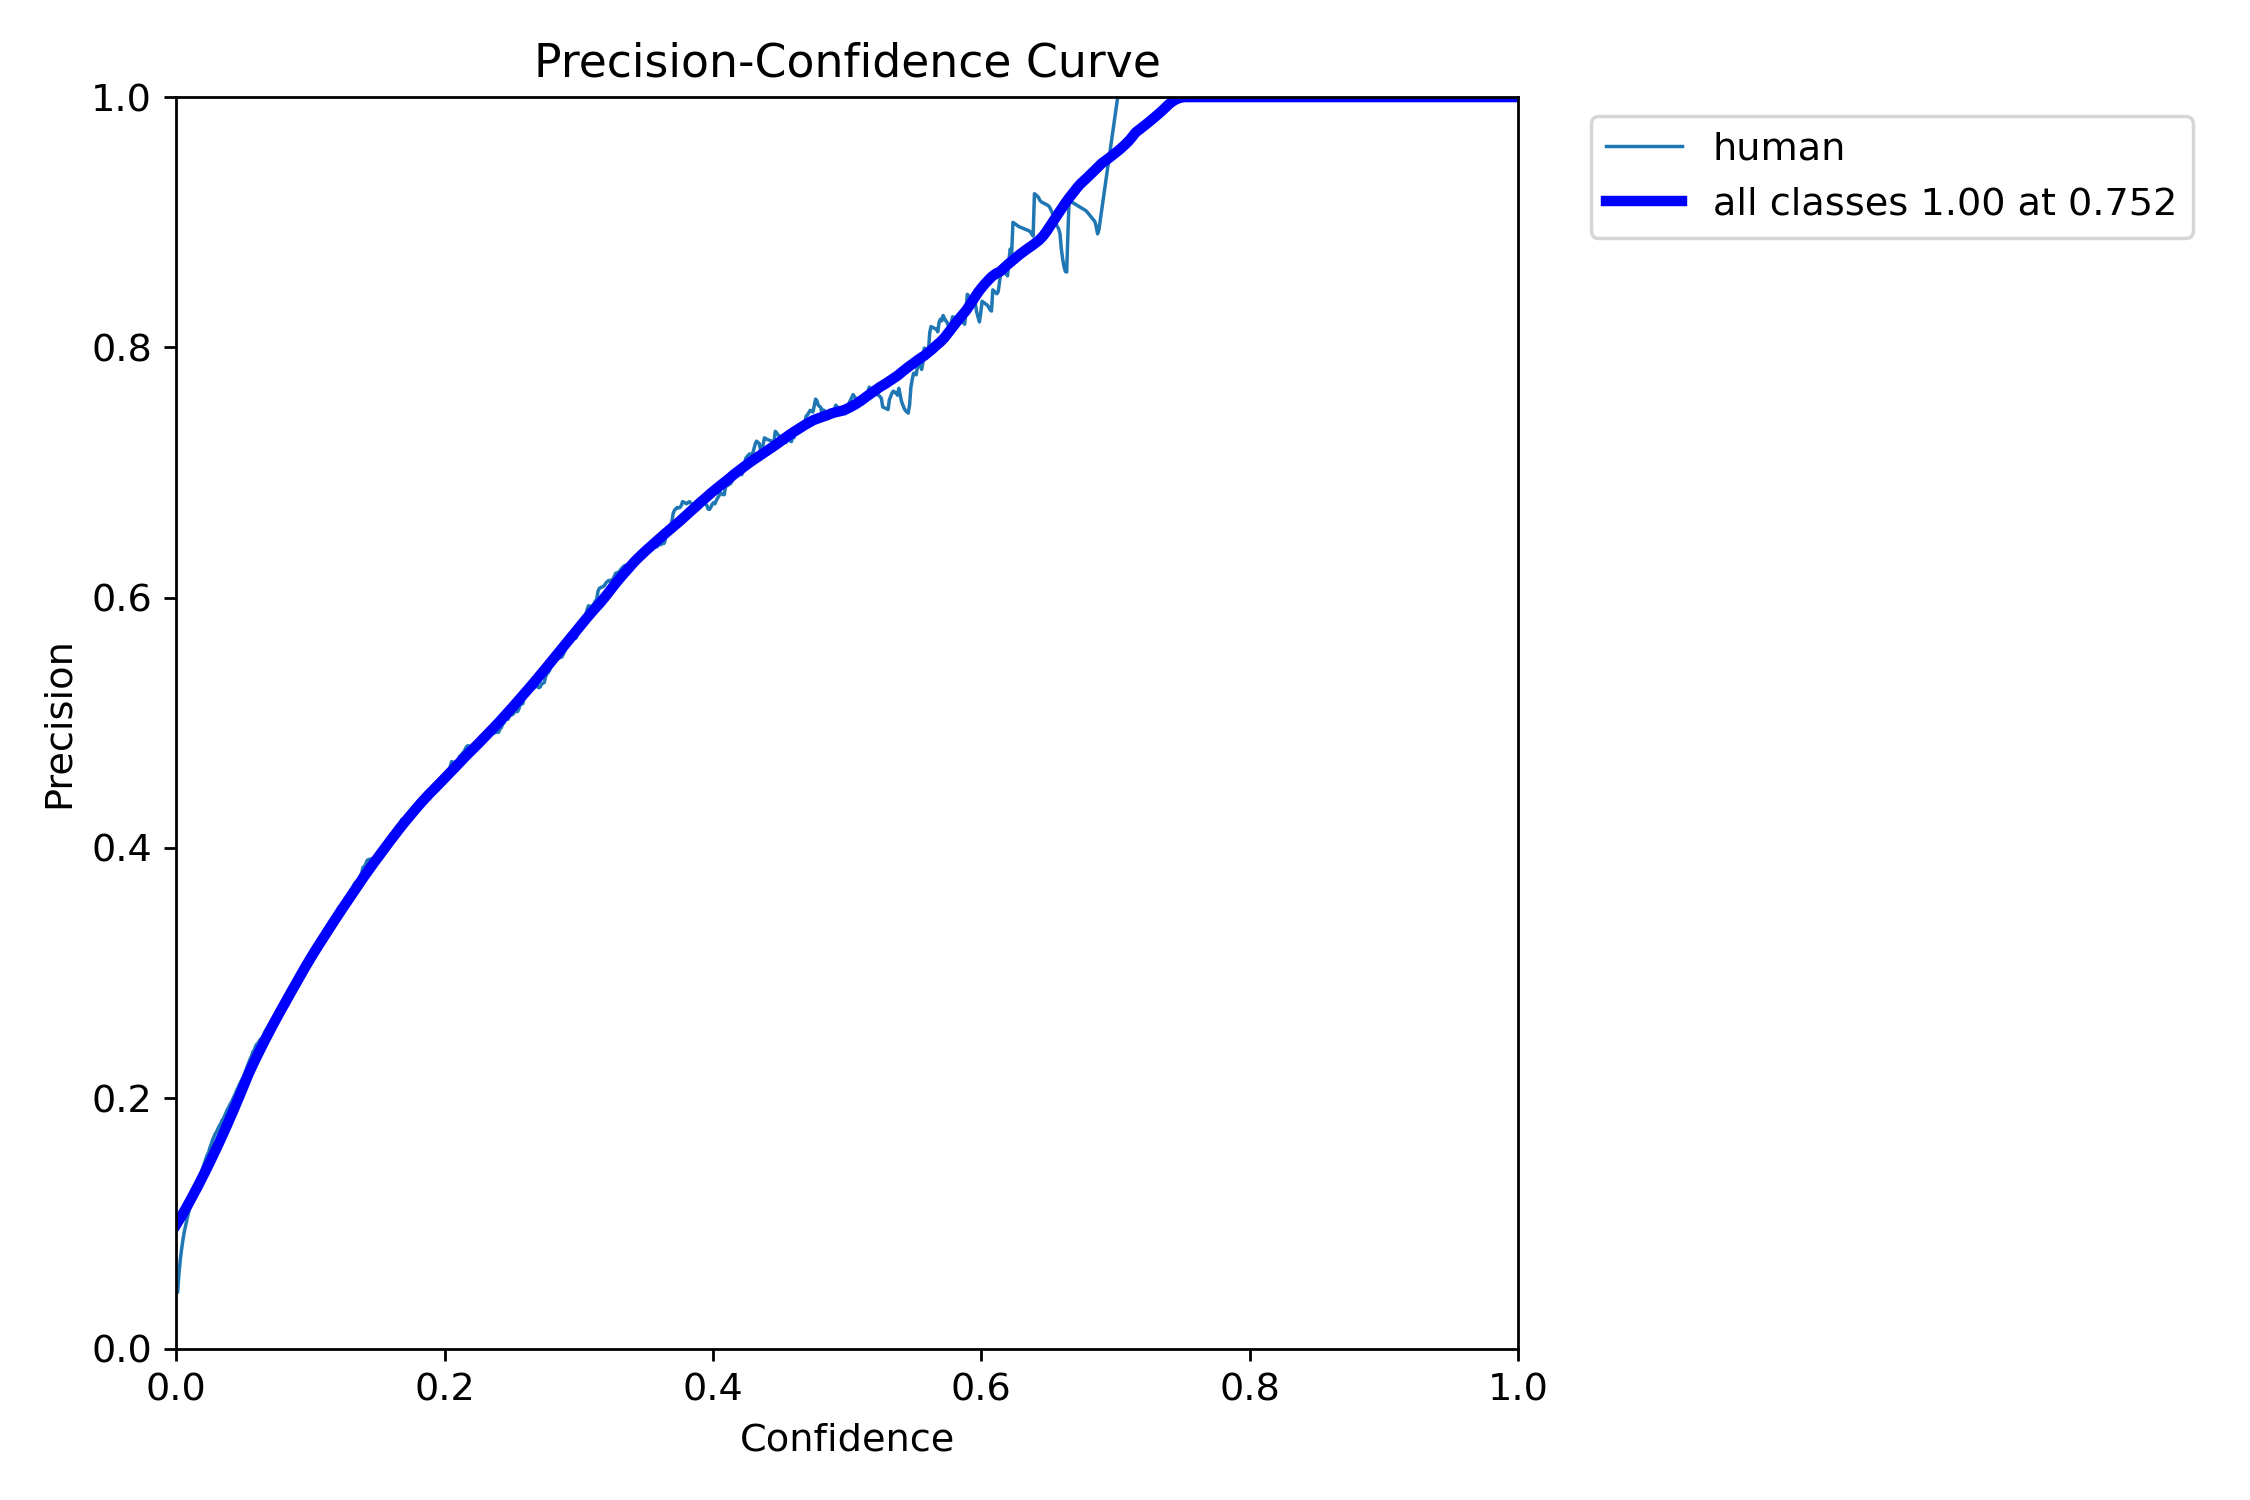 Precision-Confidence Curve
1.0
0.8
0.6
0.4
0.2
0.0
Precision
0.0 0.2 0.4 0.6 0.8 1.0
Confidence
human
all classes 1.00 at 0.752